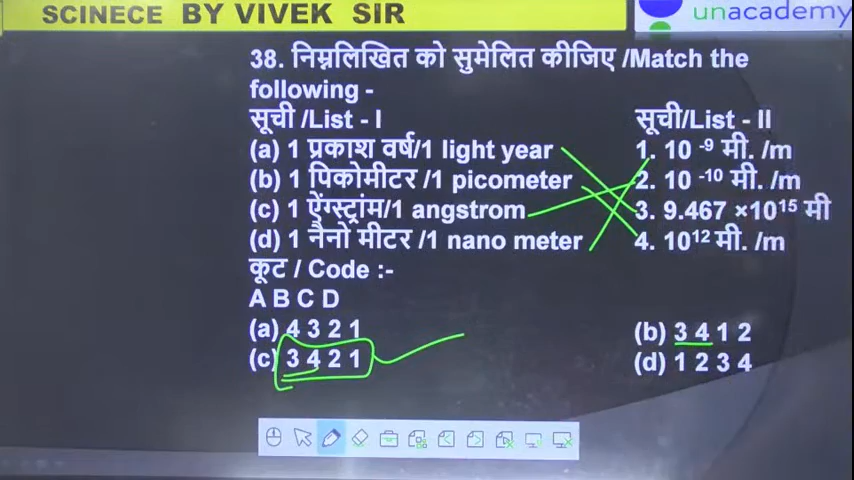 SCINECE BY VIVEK SIR
unacademy
38. निम्नलिखित को सुमेलित कीजिए /Match the
following -
सूची /List - I
सूची/List - II
(a) 1 प्रकाश वर्ष/1 light year
1. 10 -9 मी. /m
(b) 1 पिकोमीटर /1 picometer
2. 10 -10 मी. /m
(c) 1 ऐंग्स्ट्रांम/1 angstrom
3. 9.467 ×1015 मी
(d) 1 नैनो मीटर /1 nano meter
4. 1012 मी. /m
कूट / Code :-
A B C D
(a) 4 3 2 1
(b) 3 4 1 2
(c) 3 4 2 1
(d) 1 2 3 4